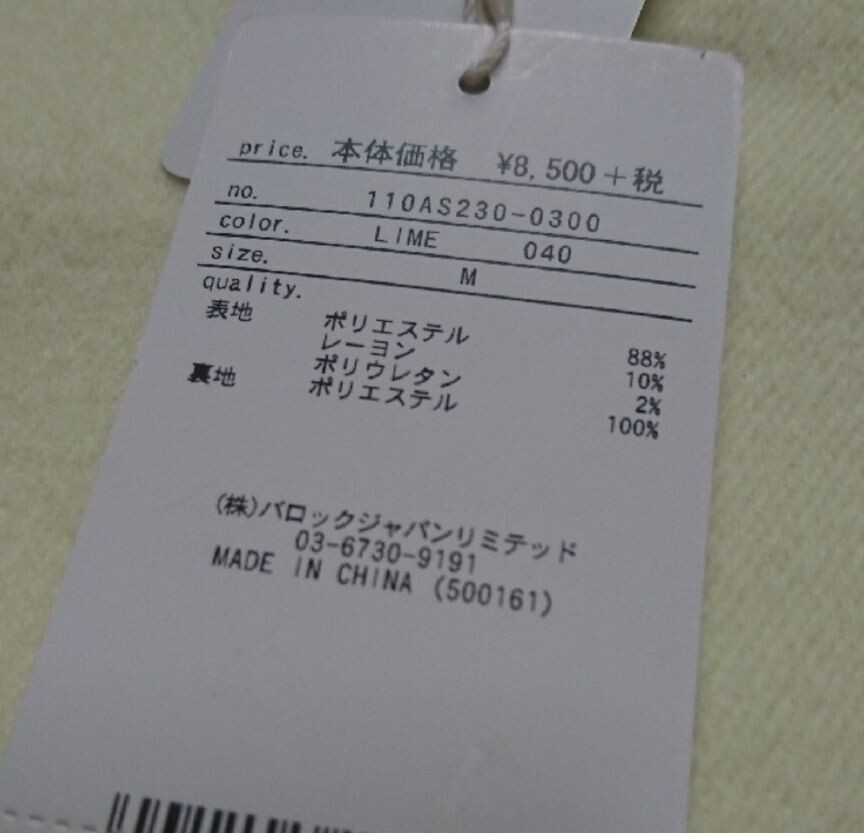 price. 本体価格 ¥8,500+税
no. 110AS230-0300
color. LIME 040
size. M
quality.
表地 ポリエステル 88%
レーヨン 10%
ポリウレタン 2%
裏地 ポリエステル 100%
(株)バロックジャパンリミテッド
03-6730-9191
MADE IN CHINA (500161)